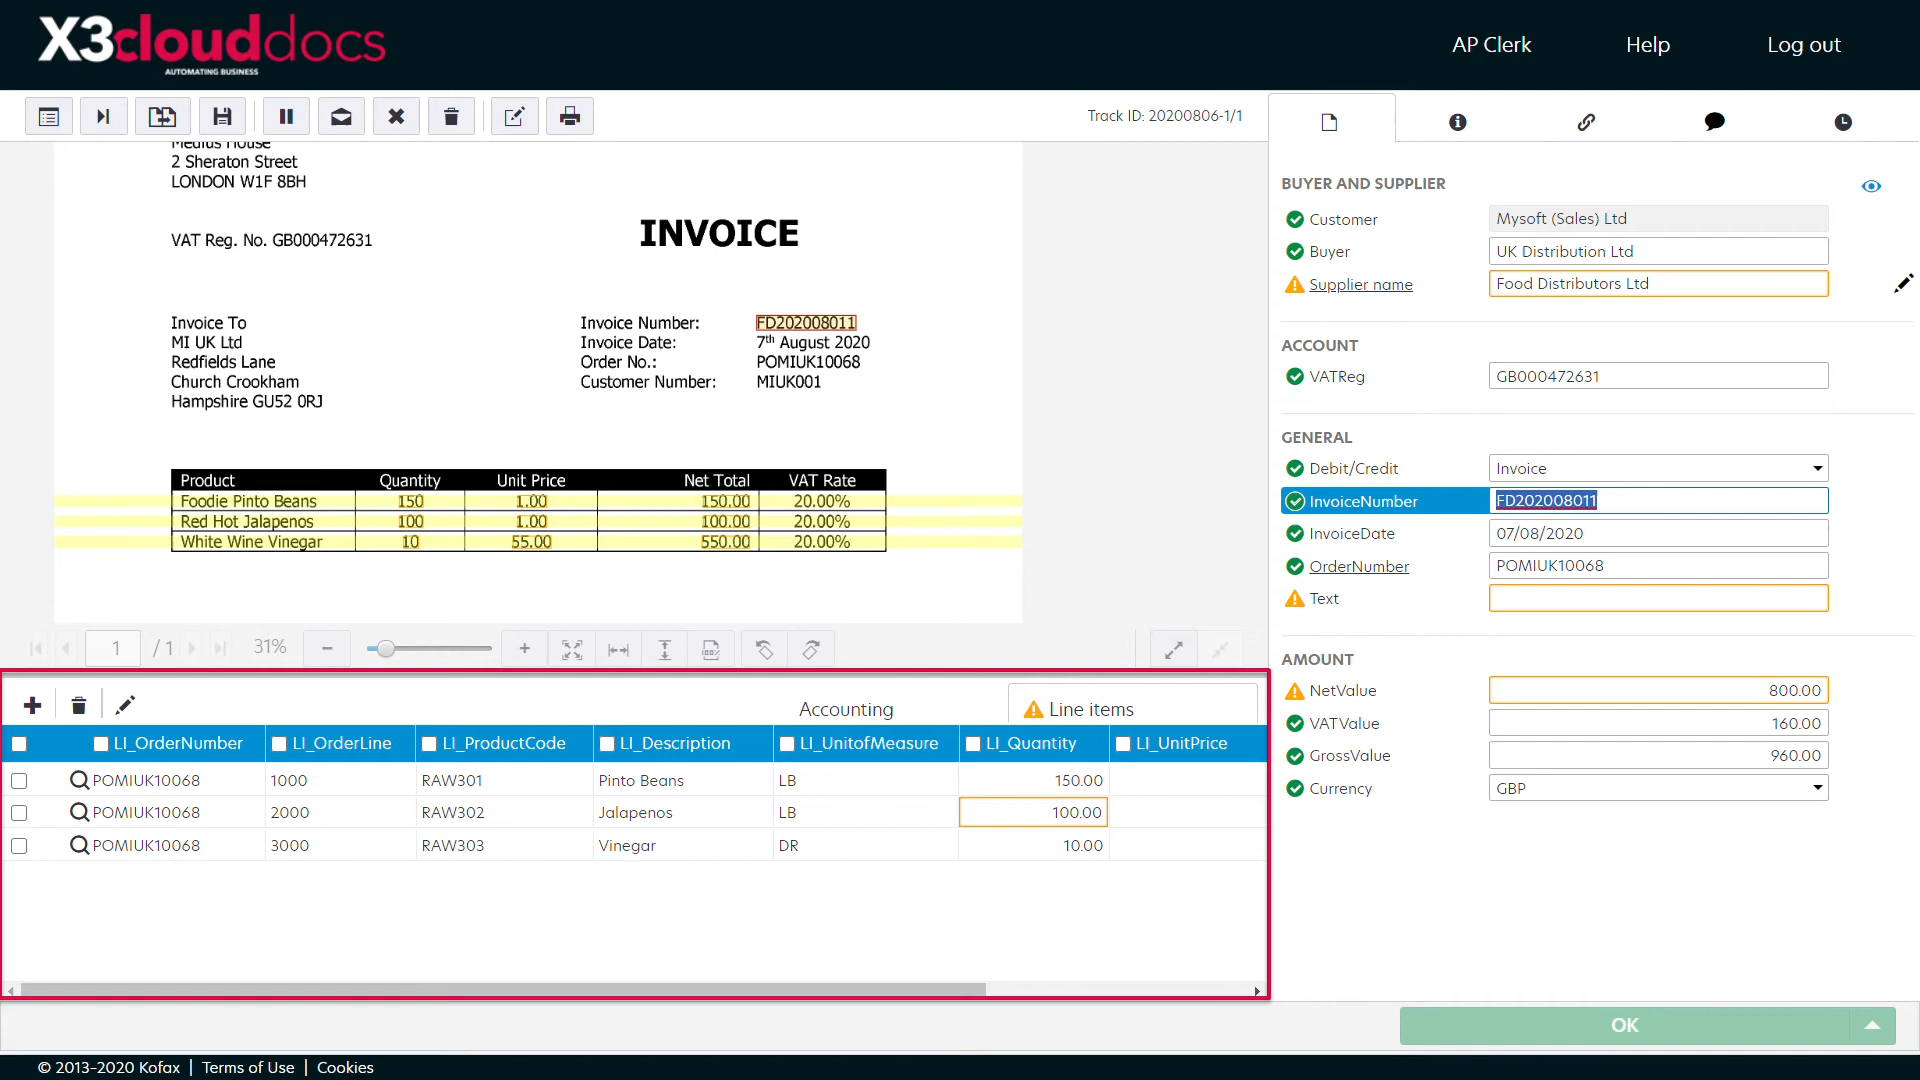 X3clouddocs
AUTOMATING BUSINESS
AP Clerk
Help
Log out
Track ID: 20200806-1/1
Medius House
2 Sheraton Street
LONDON W1F 8BH
VAT Reg. No. GB000472631
INVOICE
Invoice To
MI UK Ltd
Redfields Lane
Church Crookham
Hampshire GU52 0RJ
Invoice Number: FD202008011
Invoice Date: 7th August 2020
Order No.: POMIUK10068
Customer Number: MIUK001
Product Quantity Unit Price Net Total VAT Rate
Foodie Pinto Beans 150 1.00 150.00 20.00%
Red Hot Jalapenos 100 1.00 100.00 20.00%
White Wine Vinegar 10 55.00 550.00 20.00%
1 / 1 31%
Accounting
Line items
LI_OrderNumber LI_OrderLine LI_ProductCode LI_Description LI_UnitofMeasure LI_Quantity LI_UnitPrice
POMIUK10068 1000 RAW301 Pinto Beans LB 150.00
POMIUK10068 2000 RAW302 Jalapenos LB 100.00
POMIUK10068 3000 RAW303 Vinegar DR 10.00
BUYER AND SUPPLIER
Customer Mysoft (Sales) Ltd
Buyer UK Distribution Ltd
Supplier name Food Distributors Ltd
ACCOUNT
VATReg GB000472631
GENERAL
Debit/Credit Invoice
InvoiceNumber FD202008011
InvoiceDate 07/08/2020
OrderNumber POMIUK10068
Text
AMOUNT
NetValue 800.00
VATValue 160.00
GrossValue 960.00
Currency GBP
OK
© 2013-2020 Kofax | Terms of Use | Cookies